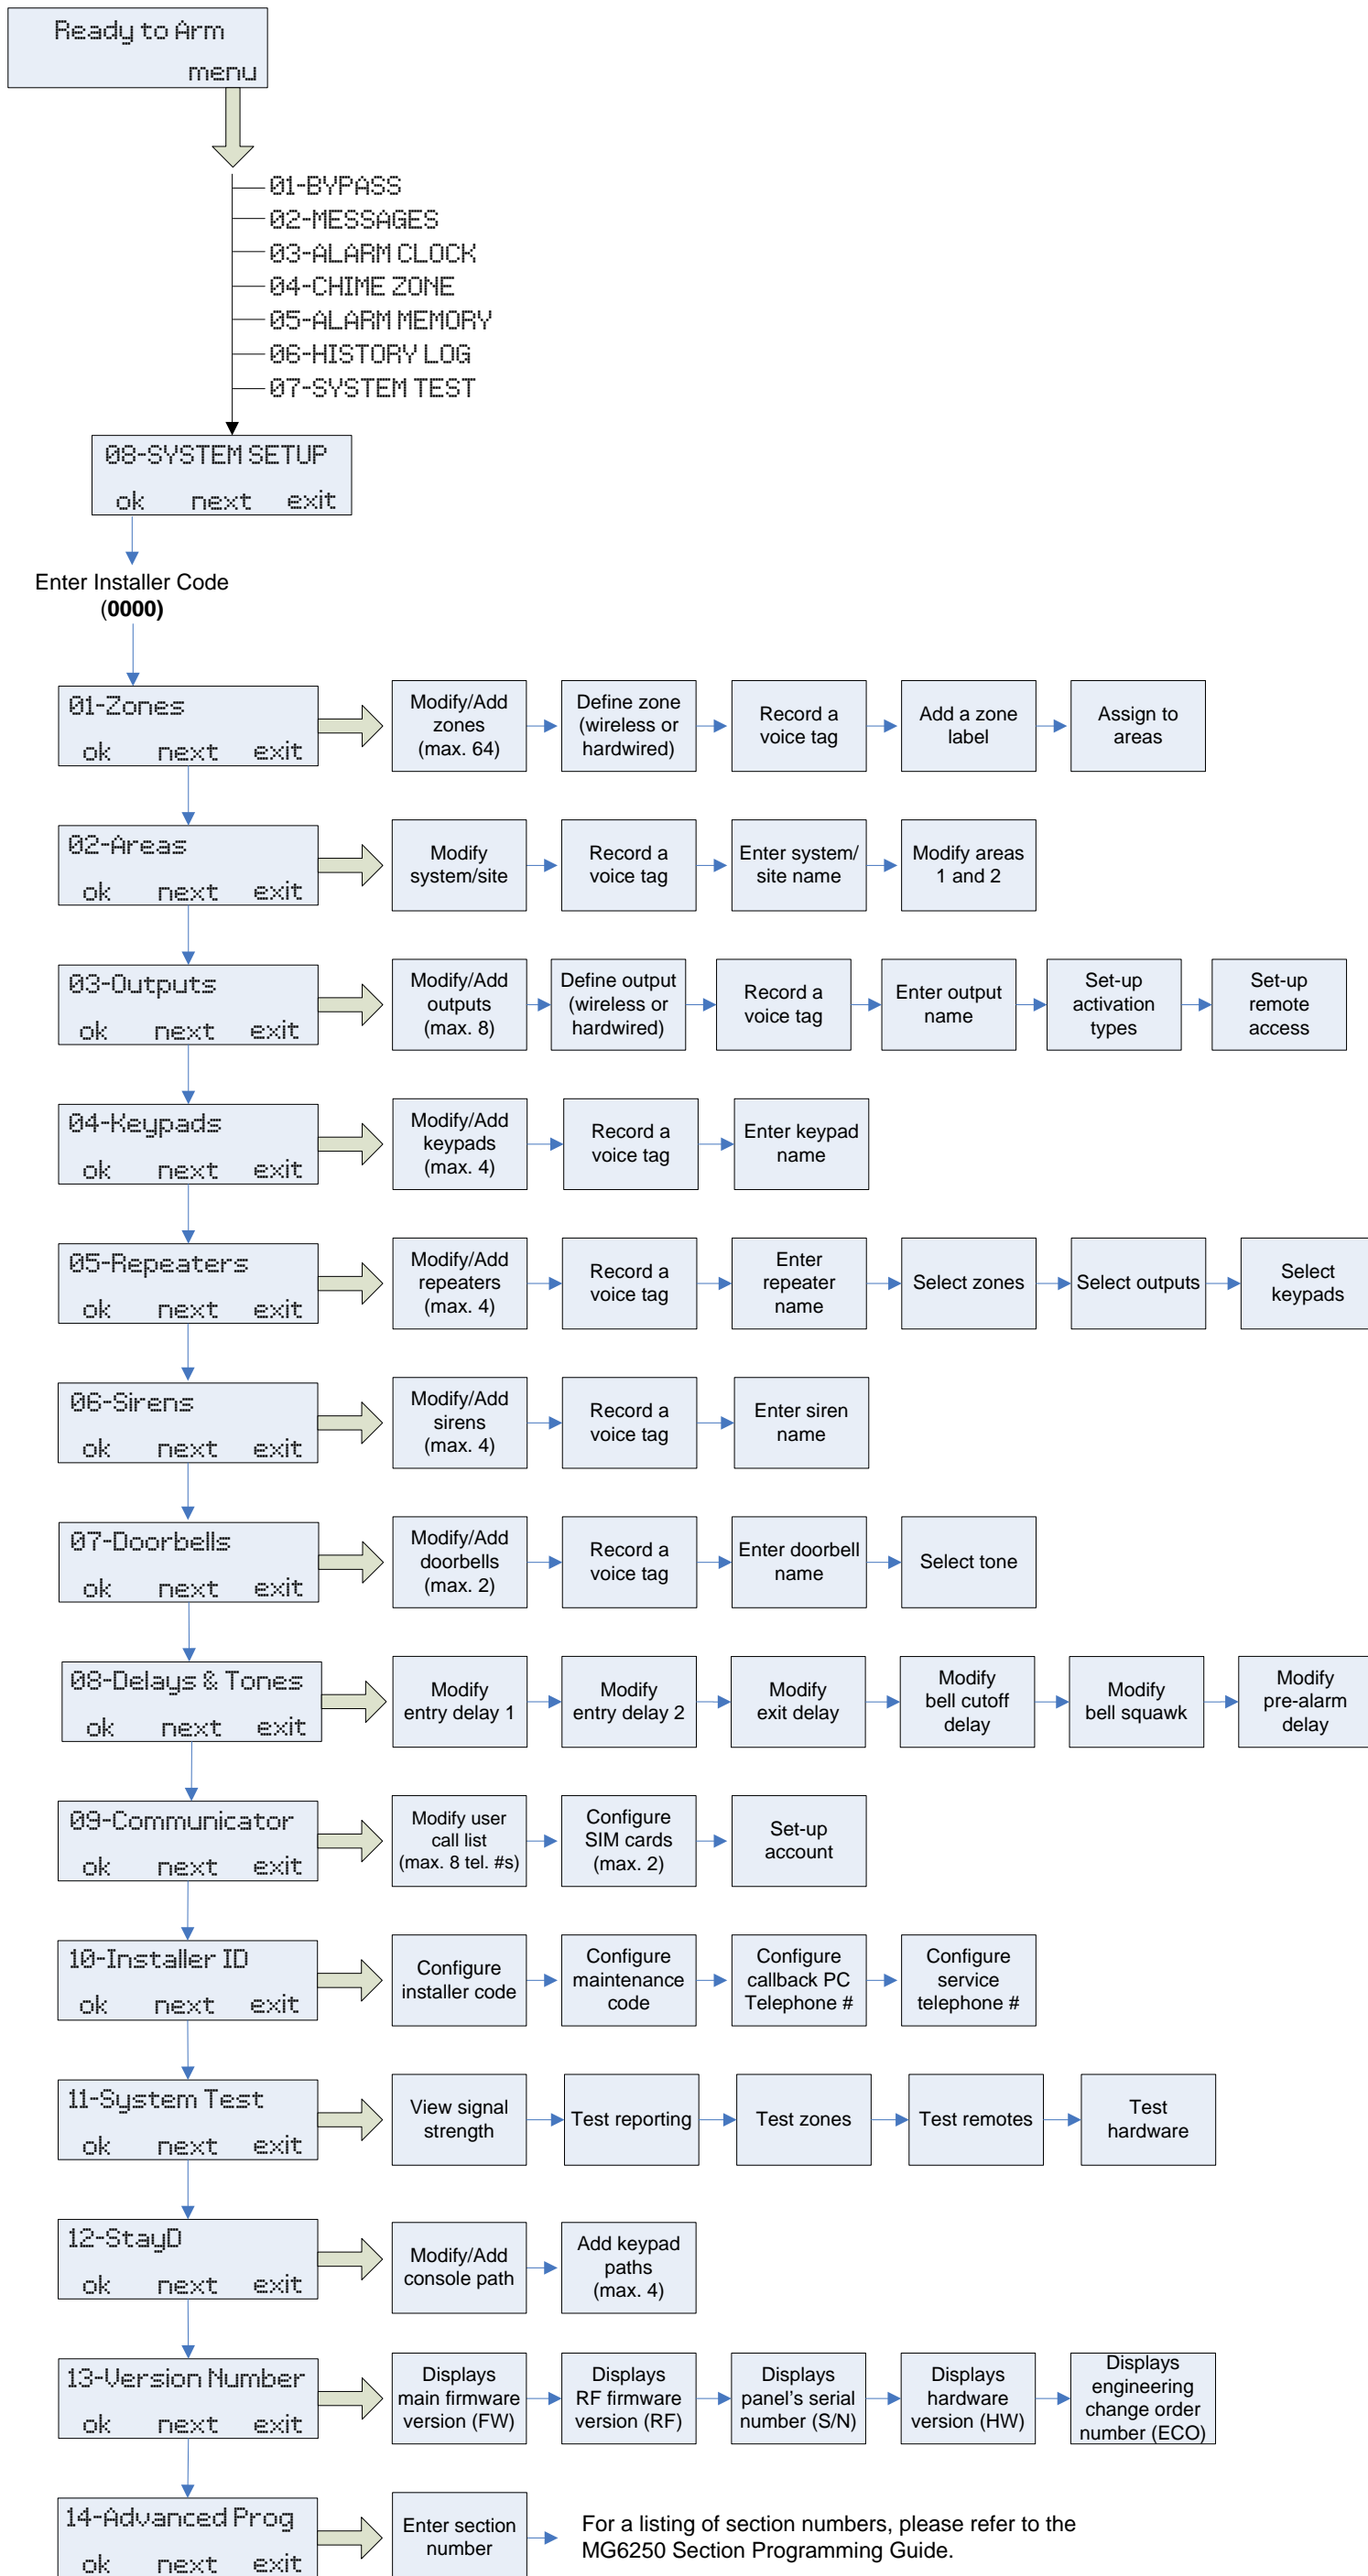 Ready to Arm
menu
01-BYPASS
02-MESSAGES
03-ALARM CLOCK
04-CHIME ZONE
05-ALARM MEMORY
06-HISTORY LOG
07-SYSTEM TEST
08-SYSTEM SETUP
ok next exit
Enter Installer Code
(0000)
01-Zones
ok next exit
Modify/Add
zones
(max. 64)
Define zone
(wireless or
hardwired)
Record a
voice tag
Add a zone
label
Assign to
areas
02-Areas
ok next exit
Modify
system/site
Record a
voice tag
Enter system/
site name
Modify areas
1 and 2
03-Outputs
ok next exit
Modify/Add
outputs
(max. 8)
Define output
(wireless or
hardwired)
Record a
voice tag
Enter output
name
Set-up
activation
types
Set-up
remote
access
04-Keypads
ok next exit
Modify/Add
keypads
(max. 4)
Record a
voice tag
Enter keypad
name
05-Repeaters
ok next exit
Modify/Add
repeaters
(max. 4)
Record a
voice tag
Enter
repeater
name
Select zones
Select outputs
Select
keypads
06-Sirens
ok next exit
Modify/Add
sirens
(max. 4)
Record a
voice tag
Enter siren
name
07-Doorbells
ok next exit
Modify/Add
doorbells
(max. 2)
Record a
voice tag
Enter doorbell
name
Select tone
08-Delays & Tones
ok next exit
Modify
entry delay 1
Modify
entry delay 2
Modify
exit delay
Modify
bell cutoff
delay
Modify
bell squawk
Modify
pre-alarm
delay
09-Communicator
ok next exit
Modify user
call list
(max. 8 tel. #s)
Configure
SIM cards
(max. 2)
Set-up
account
10-Installer ID
ok next exit
Configure
installer code
Configure
maintenance
code
Configure
callback PC
Telephone #
Configure
service
telephone #
11-System Test
ok next exit
View signal
strength
Test reporting
Test zones
Test remotes
Test
hardware
12-StayD
ok next exit
Modify/Add
console path
Add keypad
paths
(max. 4)
13-Version Number
ok next exit
Displays
main firmware
version (FW)
Displays
RF firmware
version (RF)
Displays
panel's serial
number (S/N)
Displays
hardware
version (HW)
Displays
engineering
change order
number (ECO)
14-Advanced Prog
ok next exit
Enter section
number
For a listing of section numbers, please refer to the
MG6250 Section Programming Guide.